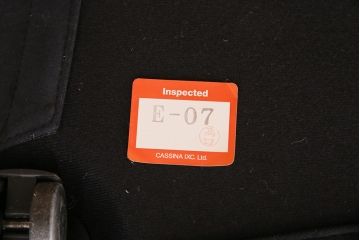 Inspected
E-07
CASSINA IXC. Ltd.